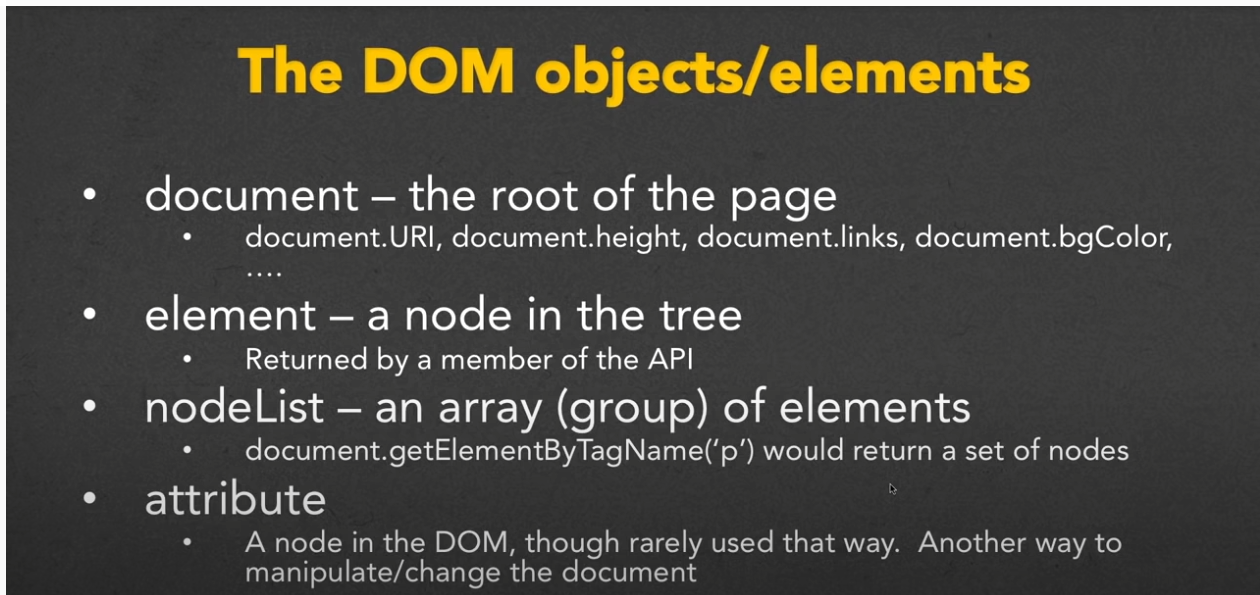 The DOM objects/elements
• document – the root of the page
• document.URI, document.height, document.links, document.bgColor,
....
• element – a node in the tree
• Returned by a member of the API
• nodeList – an array (group) of elements
• document.getElementByTagName(‘p’) would return a set of nodes
• attribute
• A node in the DOM, though rarely used that way.  Another way to
manipulate/change the document